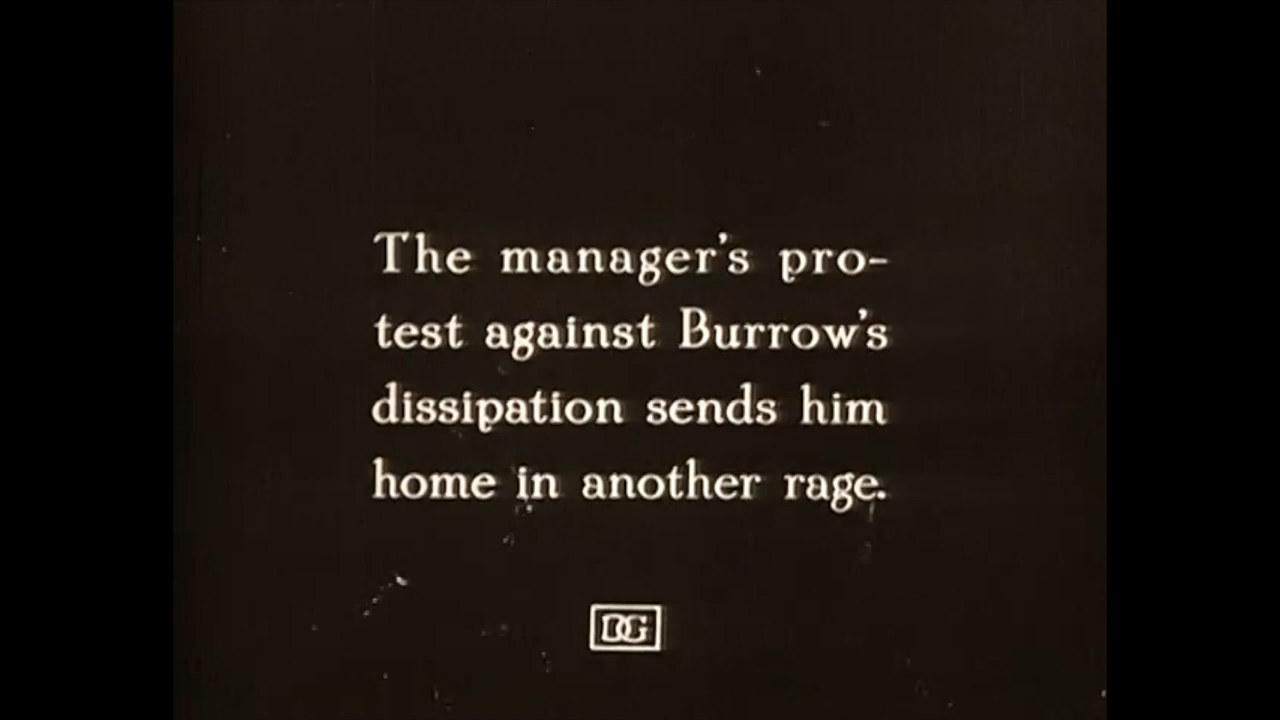 The manager's pro-
test against Burrow's
dissipation sends him
home in another rage.
DG